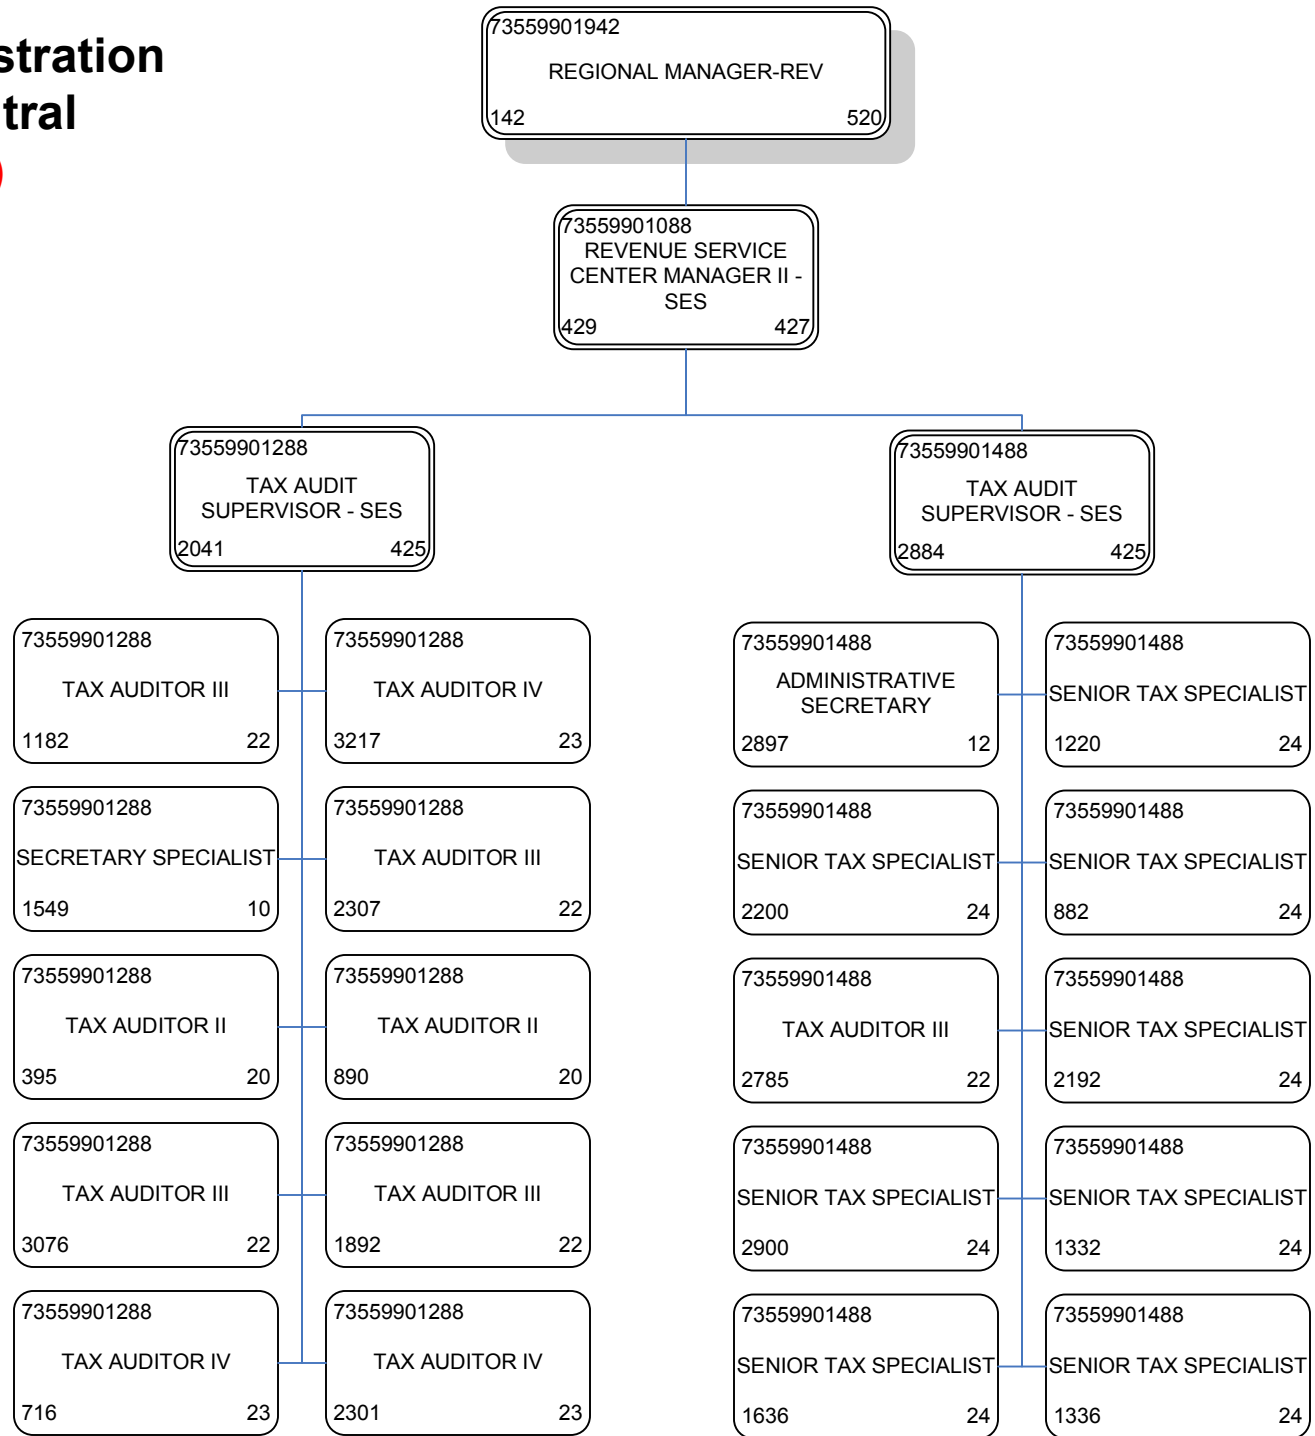 stration
tral
)
73559901942
REGIONAL MANAGER-REV
142 520
73559901088
REVENUE SERVICE
CENTER MANAGER II -
SES
429 427
73559901288
TAX AUDIT
SUPERVISOR - SES
2041 425
73559901488
TAX AUDIT
SUPERVISOR - SES
2884 425
73559901288
TAX AUDITOR III
1182 22
73559901288
TAX AUDITOR IV
3217 23
73559901488
ADMINISTRATIVE
SECRETARY
2897 12
73559901488
SENIOR TAX SPECIALIST
1220 24
73559901288
SECRETARY SPECIALIST
1549 10
73559901288
TAX AUDITOR III
2307 22
73559901488
SENIOR TAX SPECIALIST
2200 24
73559901488
SENIOR TAX SPECIALIST
882 24
73559901288
TAX AUDITOR II
395 20
73559901288
TAX AUDITOR II
890 20
73559901488
TAX AUDITOR III
2785 22
73559901488
SENIOR TAX SPECIALIST
2192 24
73559901288
TAX AUDITOR III
3076 22
73559901288
TAX AUDITOR III
1892 22
73559901488
SENIOR TAX SPECIALIST
2900 24
73559901488
SENIOR TAX SPECIALIST
1332 24
73559901288
TAX AUDITOR IV
716 23
73559901288
TAX AUDITOR IV
2301 23
73559901488
SENIOR TAX SPECIALIST
1636 24
73559901488
SENIOR TAX SPECIALIST
1336 24